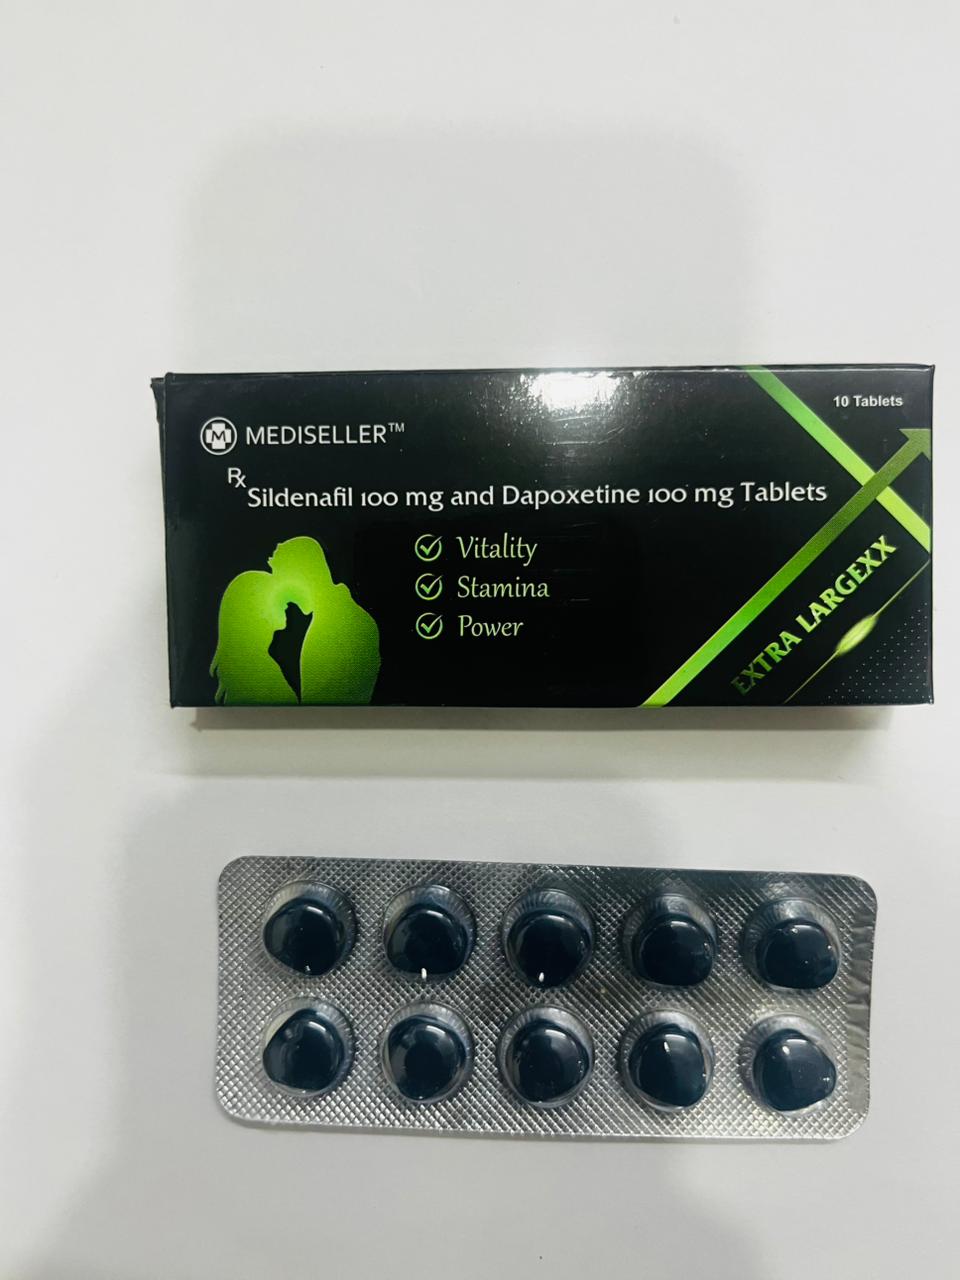 10 Tablets
M
MEDISELLER™
Rx
Sildenafil 100 mg and Dapoxetine 100 mg Tablets
Vitality
Stamina
Power
EXTRA LARGEXX